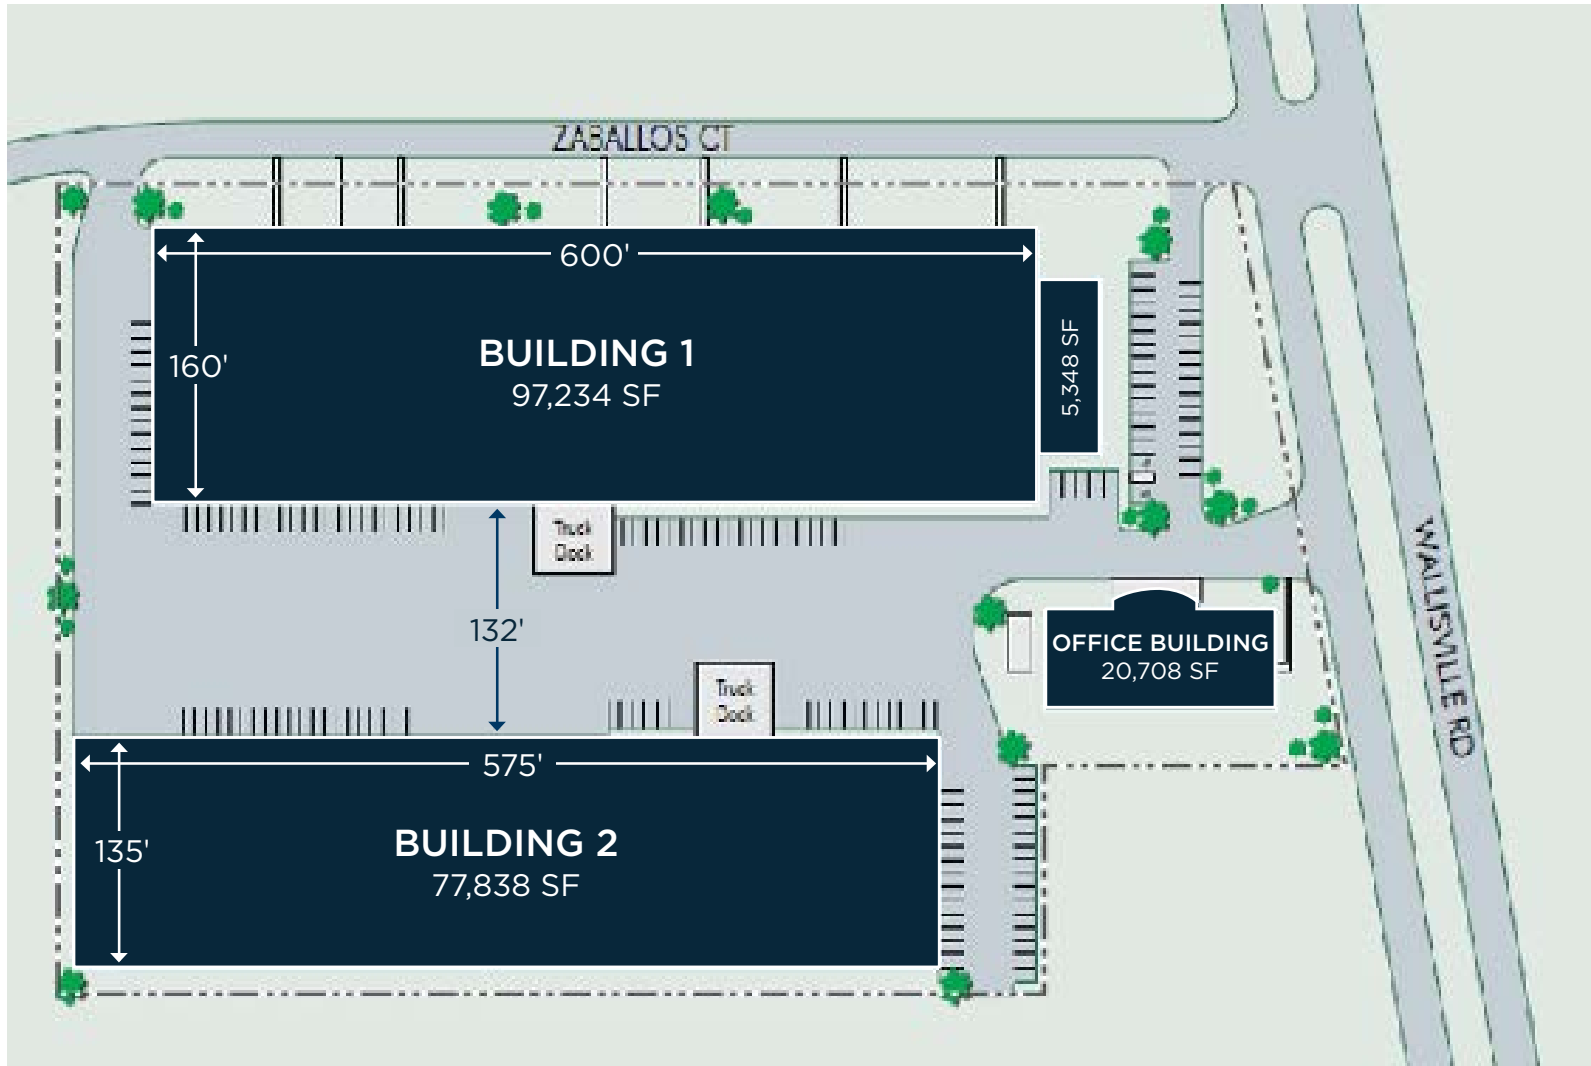 ZABALLOS CT
600'
160'
BUILDING 1
97,234 SF
5,348 SF
Truck
Dock
132'
OFFICE BUILDING
20,708 SF
WALLISVILLE RD
Truck
Dock
575'
135'
BUILDING 2
77,838 SF